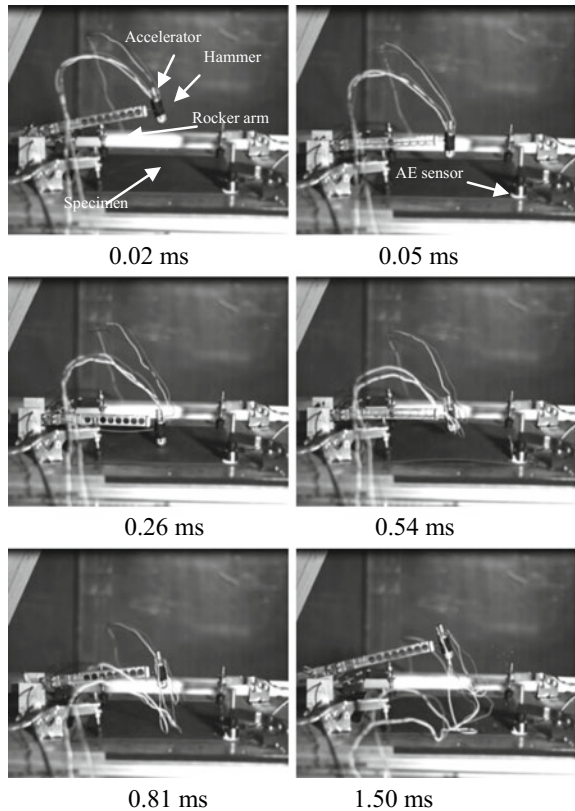 Accelerator
Hammer
Rocker arm
Specimen
AE sensor
0.02 ms
0.05 ms
0.26 ms
0.54 ms
0.81 ms
1.50 ms